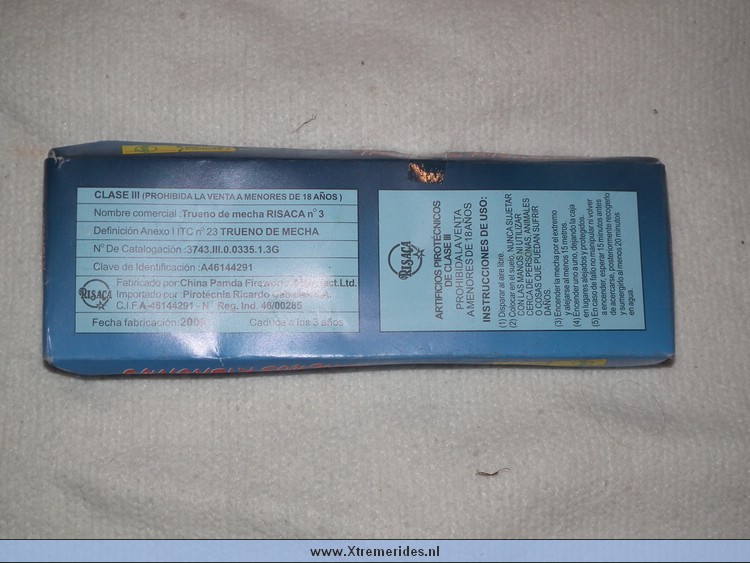 CLASE III (PROHIBIDA LA VENTA A MENORES DE 18 AÑOS )
Nombre comercial :Trueno de mecha RISACA nº 3
Definición Anexo I ITC nº 23 TRUENO DE MECHA
Nº De Catalogación :3743.III.0.0335.1.3G
Clave de Identificación :A46144291
RISACA
Fabricado por:China Pamda Fireworks Ltd.
Importado por Pirotécnia Ricardo
C.I.F A-46144291 - Nº Reg. Ind. 46/00285
Fecha fabricación: Caduca a los 3 años
RISACA
ARTIFICIOS PIROTÉCNICOS
DE CLASE III
PROHIBIDA LA VENTA
A MENORES DE 18 AÑOS
INSTRUCCIONES DE USO:
(1) Disparar al aire libre.
(2) Colocar en el suelo, NUNCA SUJETAR
CON LAS MANOS NI UTILIZAR
CERCA DE PERSONAS, ANIMALES
O COSAS QUE PUEDAN SUFRIR
DAÑOS.
(3) Encender la mecha por el extremo
y alejarse al menos 15 metros.
(4) Encender uno a uno, dejando la caja
en lugares alejados y protegidos.
(5) En caso de fallo no manipular ni volver
a encender, esperar 15 minutos antes
de acercarse, posteriormente recogerlo
y sumergirlo al menos 20 minutos
en agua.
www.Xtremerides.nl